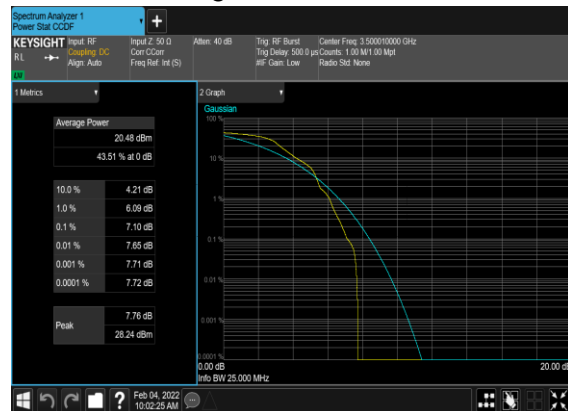 Spectrum Analyzer 1
Power Stat CCDF
+
KEYSIGHT Input: RF Input Z: 50 Ω Atten: 40 dB Trig: RF Burst Center Freq: 3.500010000 GHz
RL Coupling: DC Corr CCorr Trig Delay: 500.0 µs Counts: 1.00 M/1.00 Mpt
Align: Auto Freq Ref: Int (S) #IF Gain: Low Radio Std: None
1 Metrics
Average Power
20.48 dBm
43.51 % at 0 dB
10.0 % 4.21 dB
1.0 % 6.09 dB
0.1 % 7.10 dB
0.01 % 7.65 dB
0.001 % 7.71 dB
0.0001 % 7.72 dB
Peak 7.76 dB
28.24 dBm
2 Graph
Gaussian
100 %
10 %
1 %
0.1 %
0.01 %
0.001 %
0.0001 %
0.00 dB 20.00 dB
Info BW 25.000 MHz
? Feb 04, 2022
10:02:25 AM